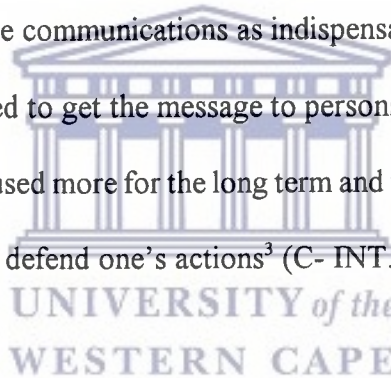 e communications as indispensa
ed to get the message to person
used more for the long term and
defend one's actions³ (C- INT.
UNIVERSITY of the
WESTERN CAPE